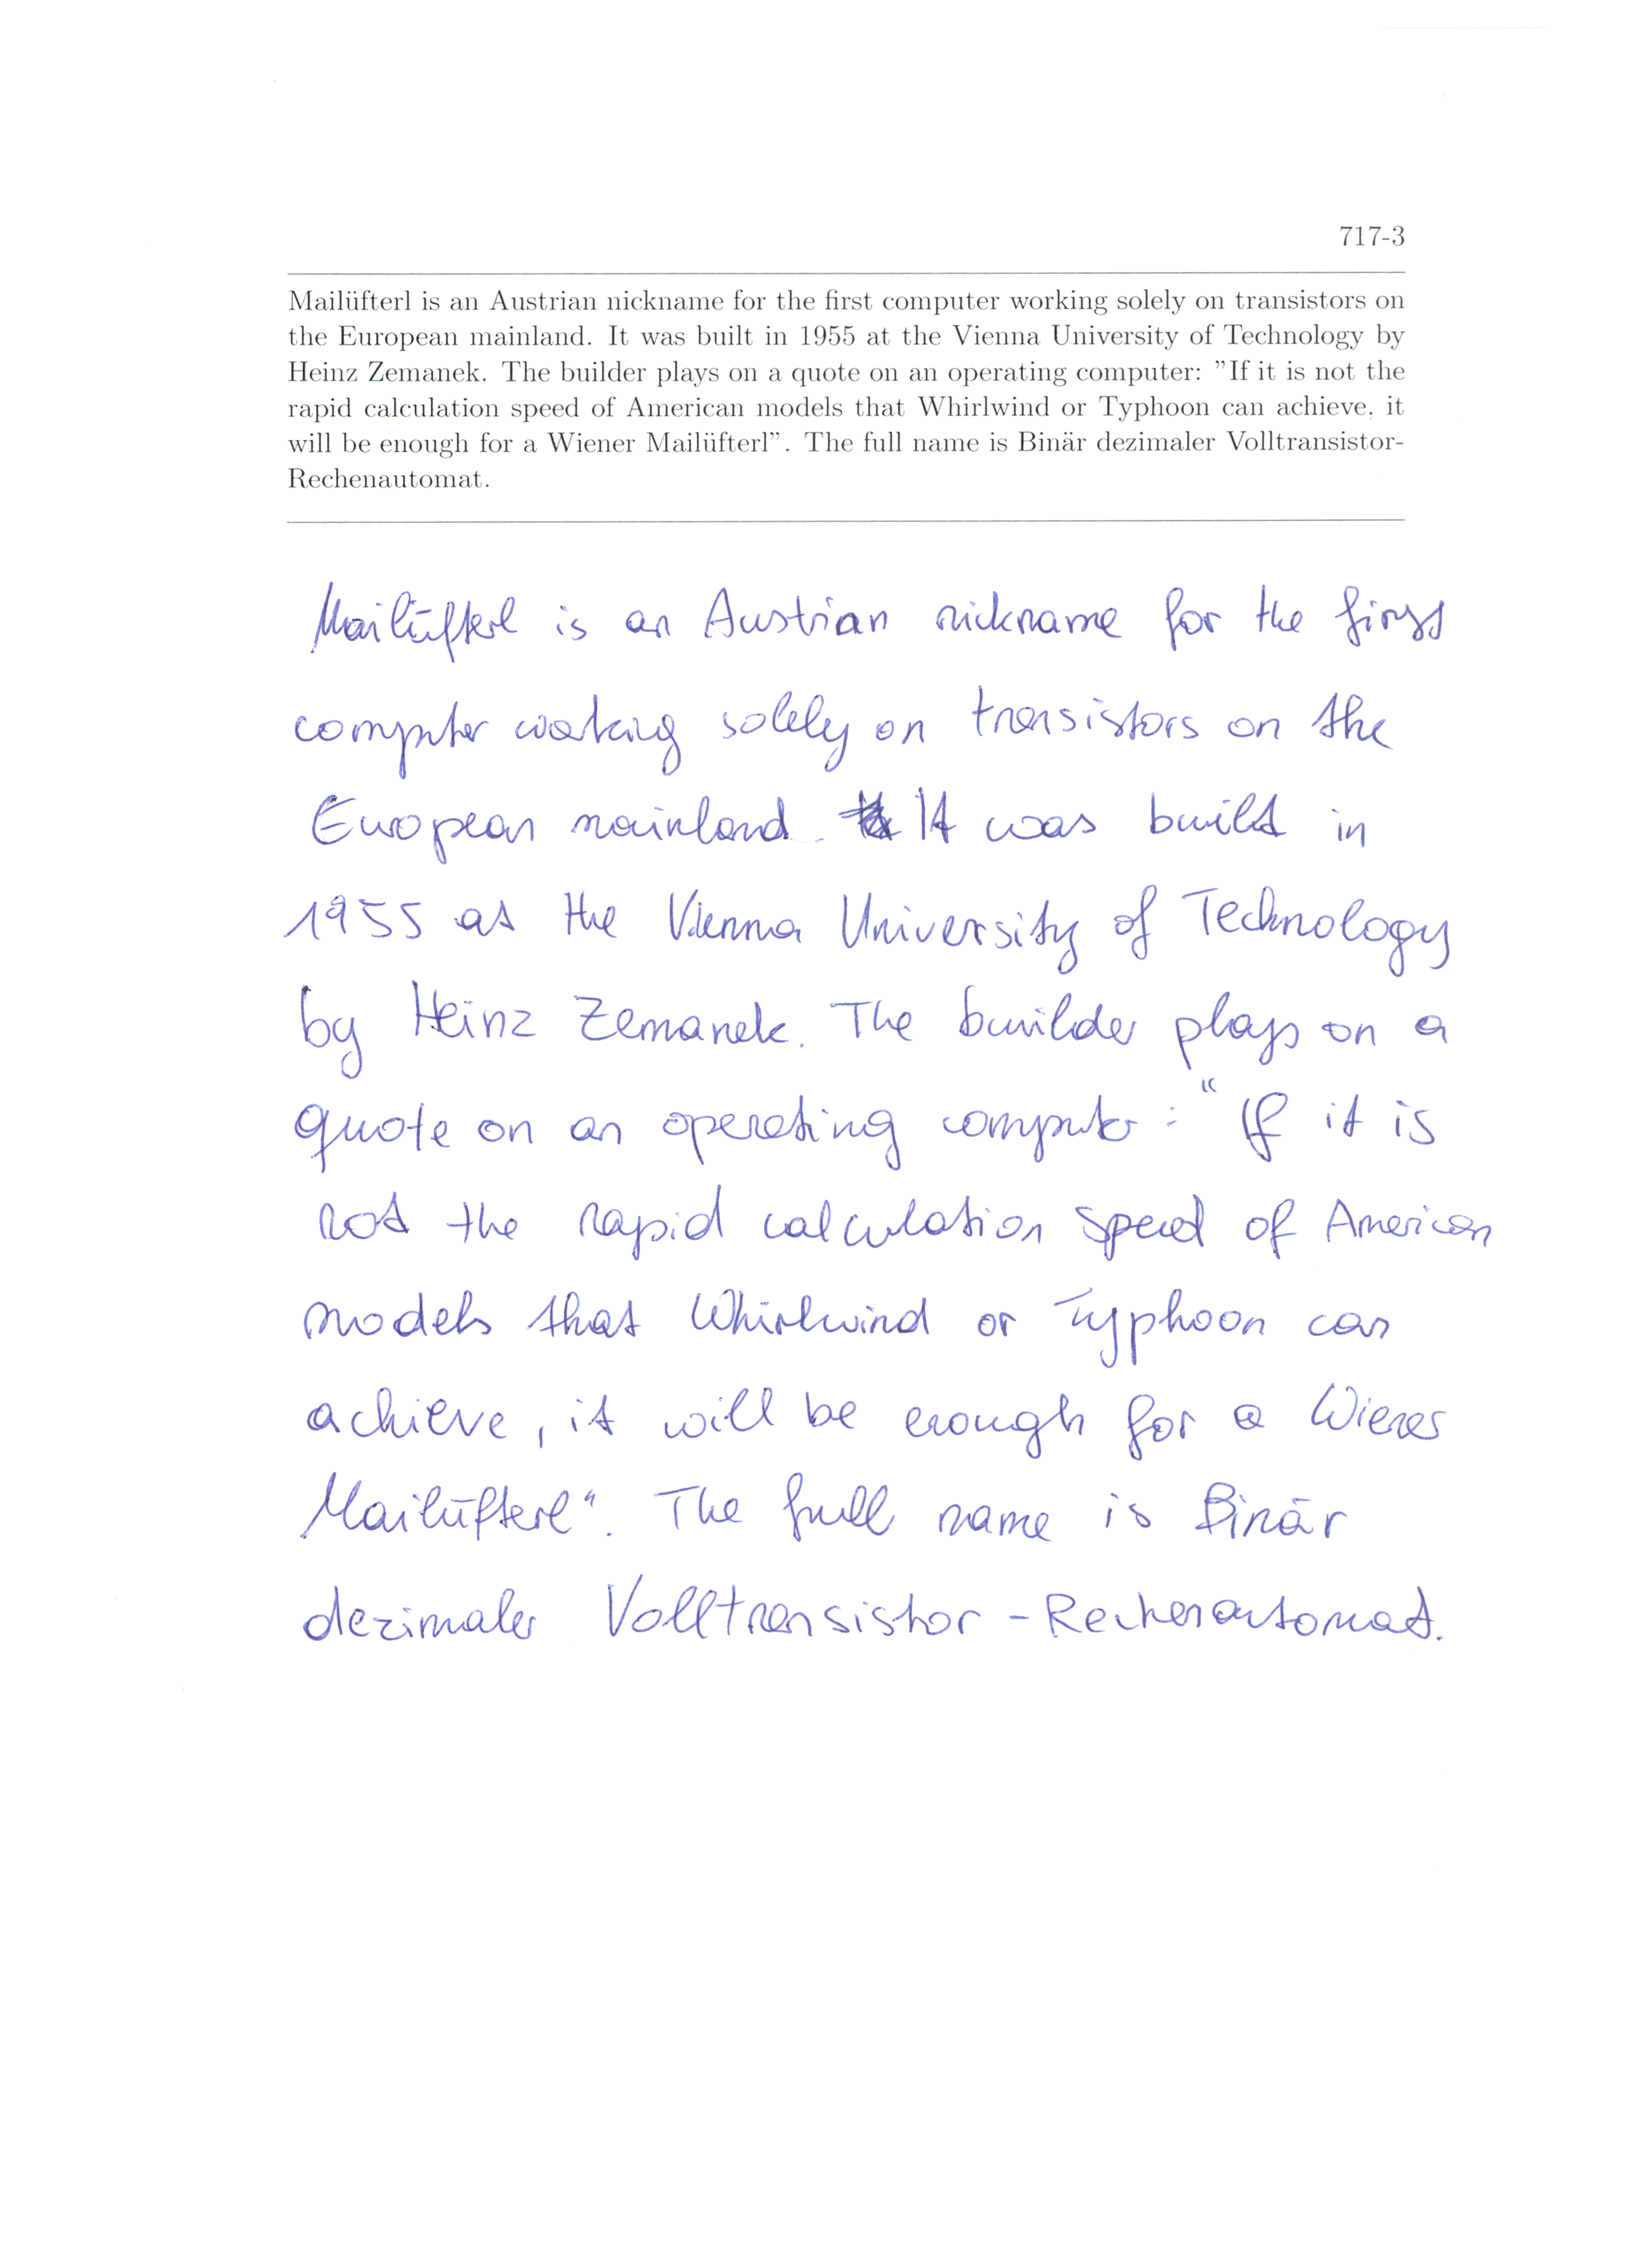 717-3
Mailüfterl is an Austrian nickname for the first computer working solely on transistors on
the European mainland. It was built in 1955 at the Vienna University of Technology by
Heinz Zemanek. The builder plays on a quote on an operating computer: ”If it is not the
rapid calculation speed of American models that Whirlwind or Typhoon can achieve, it
will be enough for a Wiener Mailüfterl”. The full name is Binär dezimaler Volltransistor-
Rechenautomat.
Mailüfterl is an Austrian nickname for the first
computer working solely on transistors on the
European mainland. It was build in
1955 at the Vienna University of Technology
by Heinz Zemanek. The builder plays on a
quote on an operating computer : “If it is
not the rapid calculation speed of American
models that Whirlwind or Typhoon can
achieve, it will be enough for a Wiener
Mailüfterl“. The full name is Binär
dezimaler Volltransistor - Rechenautomat.